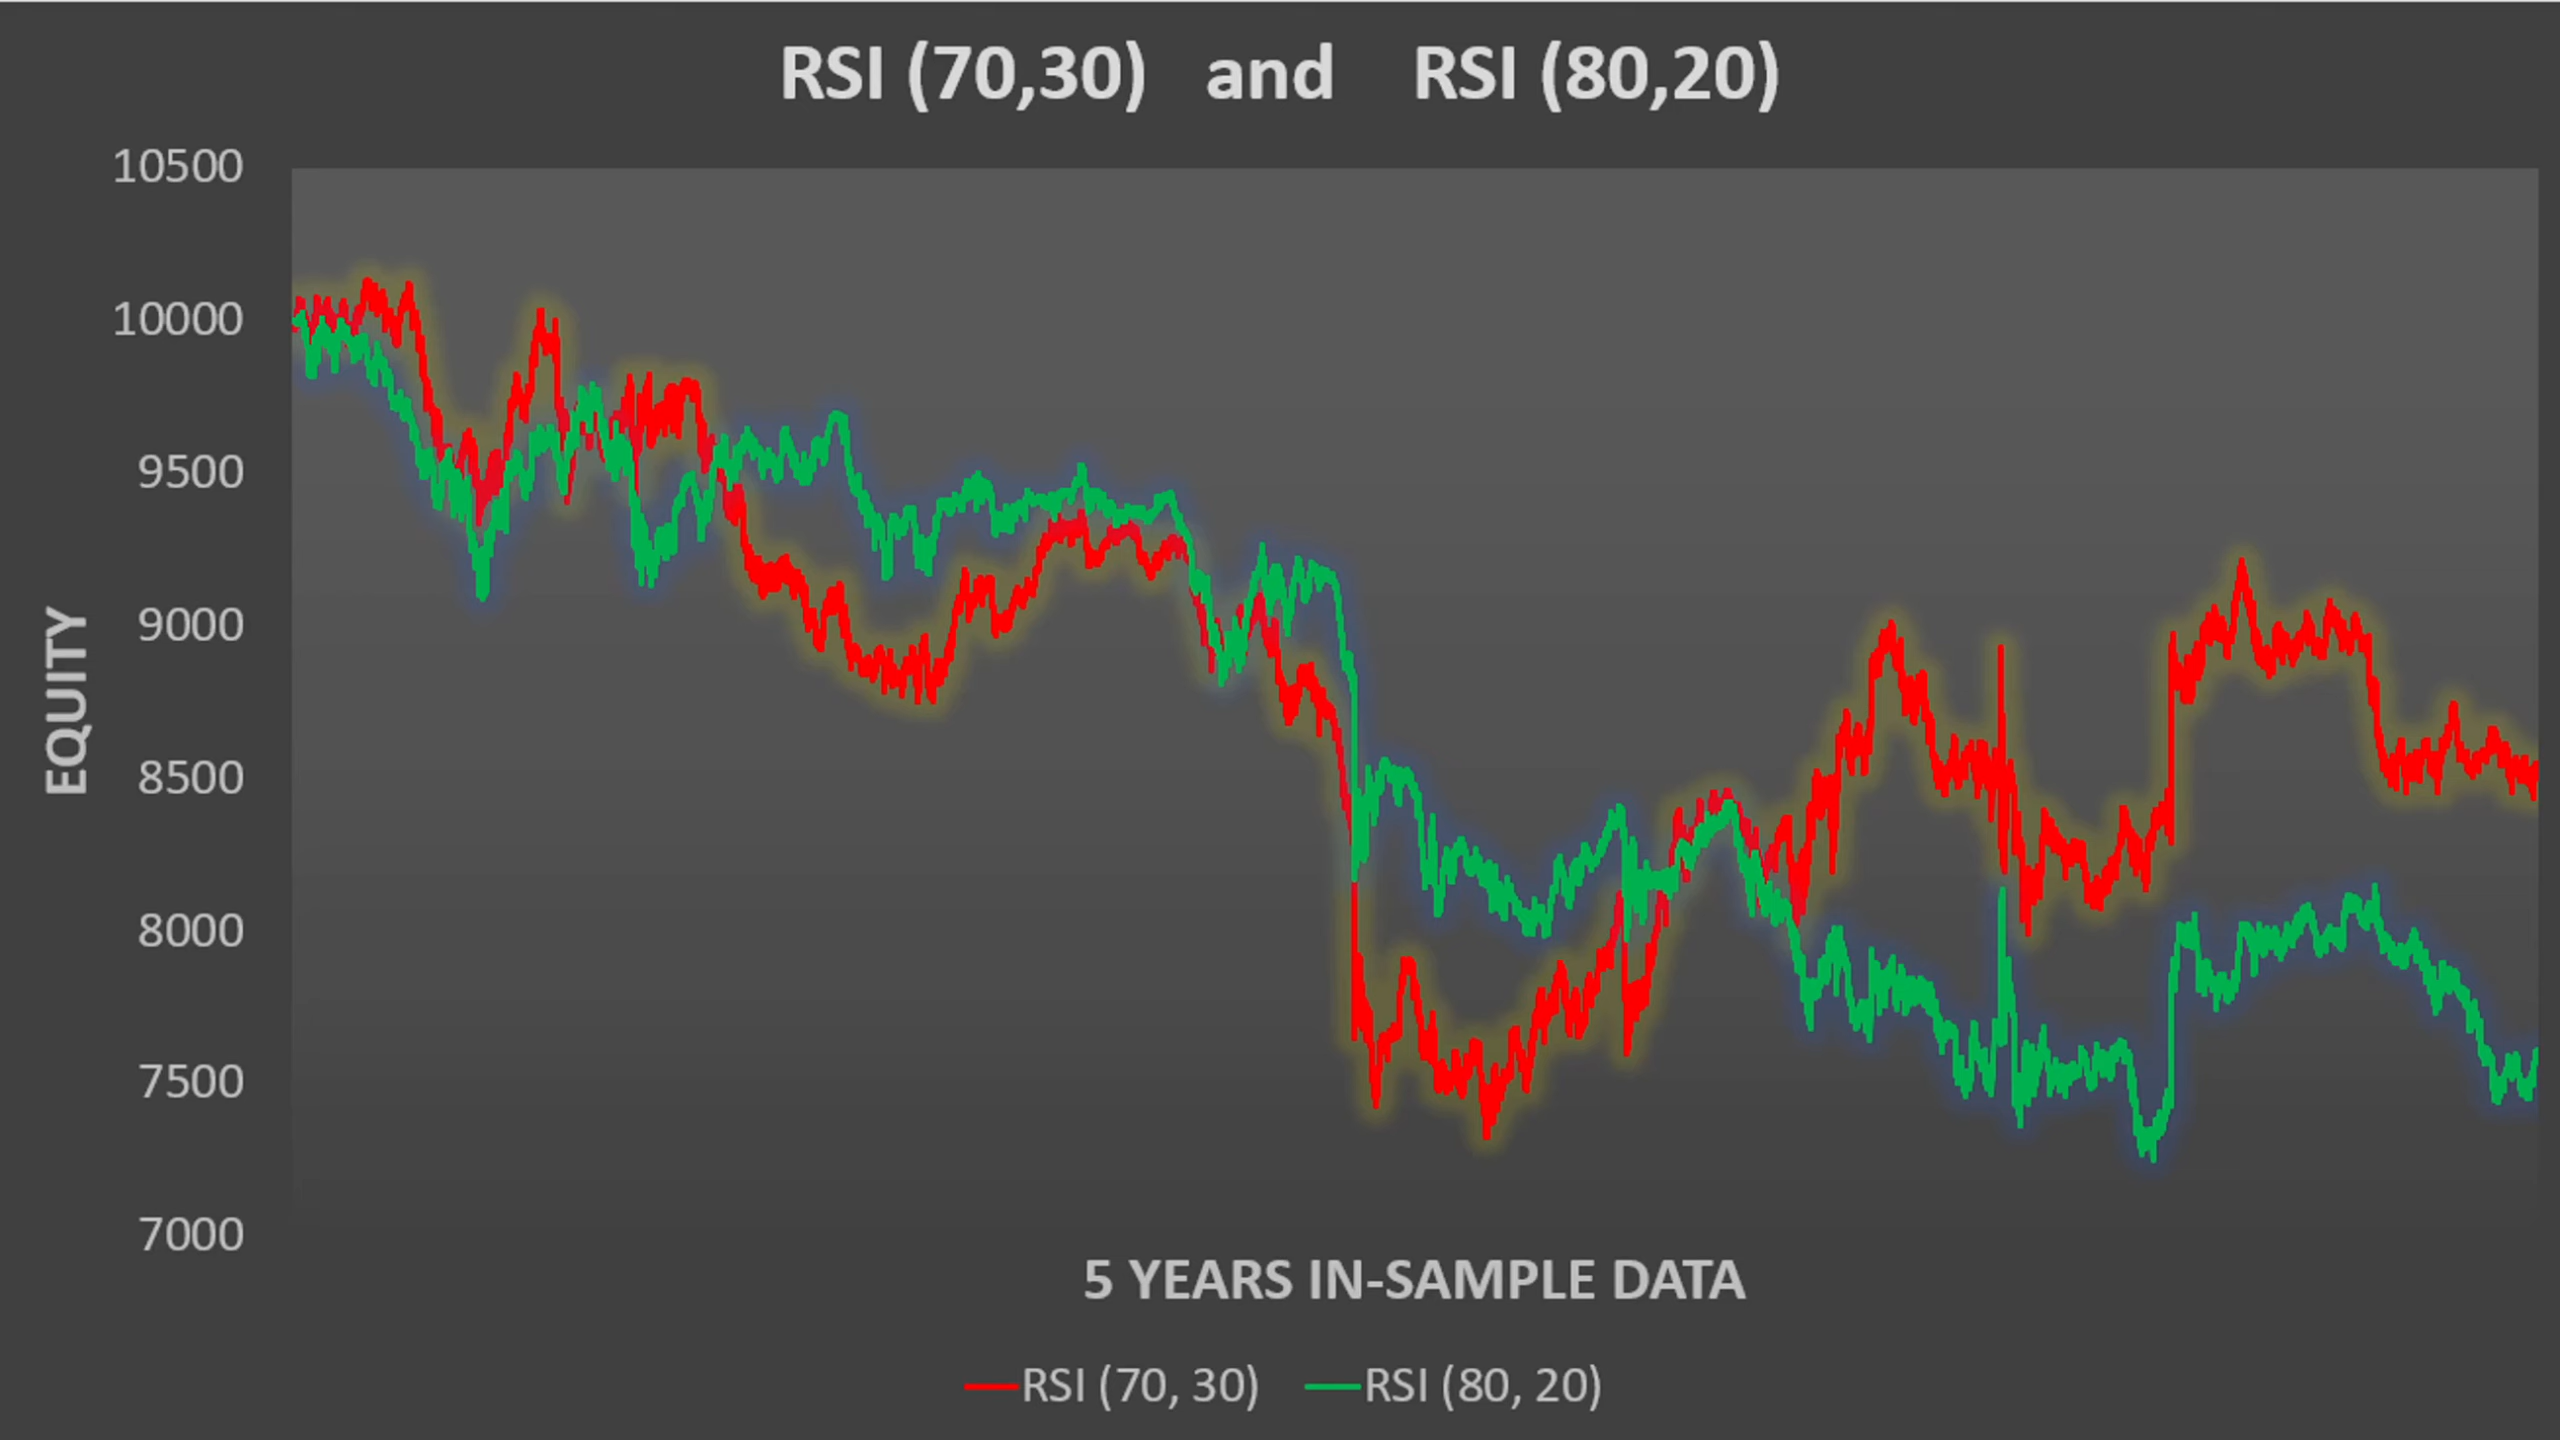 RSI (70,30) and RSI (80,20)
10500
10000
9500
9000
8500
8000
7500
7000
EQUITY
5 YEARS IN-SAMPLE DATA
RSI (70, 30) RSI (80, 20)